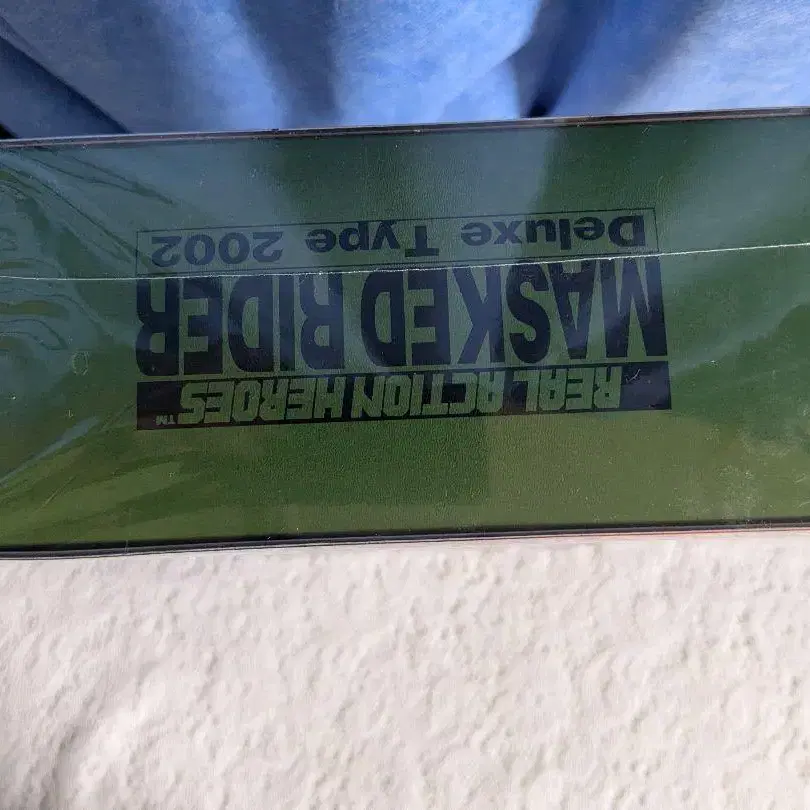 REAL ACTION HEROES™
MASKED RIDER
Deluxe Type 2002